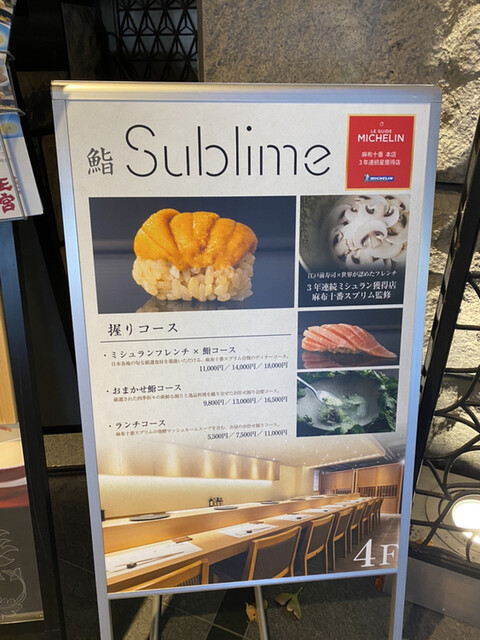 鮨 Sublime
LE GUIDE
MICHELIN
麻布十番 本店
3年連続星獲得店
MICHELIN
江戸前寿司×世界が認めたフレンチ
3年連続ミシュラン獲得店
麻布十番スブリム監修
握りコース
・ミシュランフレンチ × 鮨コース
11,000円／14,000円／18,000円
・おまかせ鮨コース
9,800円／13,000円／16,500円
・ランチコース
5,500円／7,500円／11,000円
4F
宮